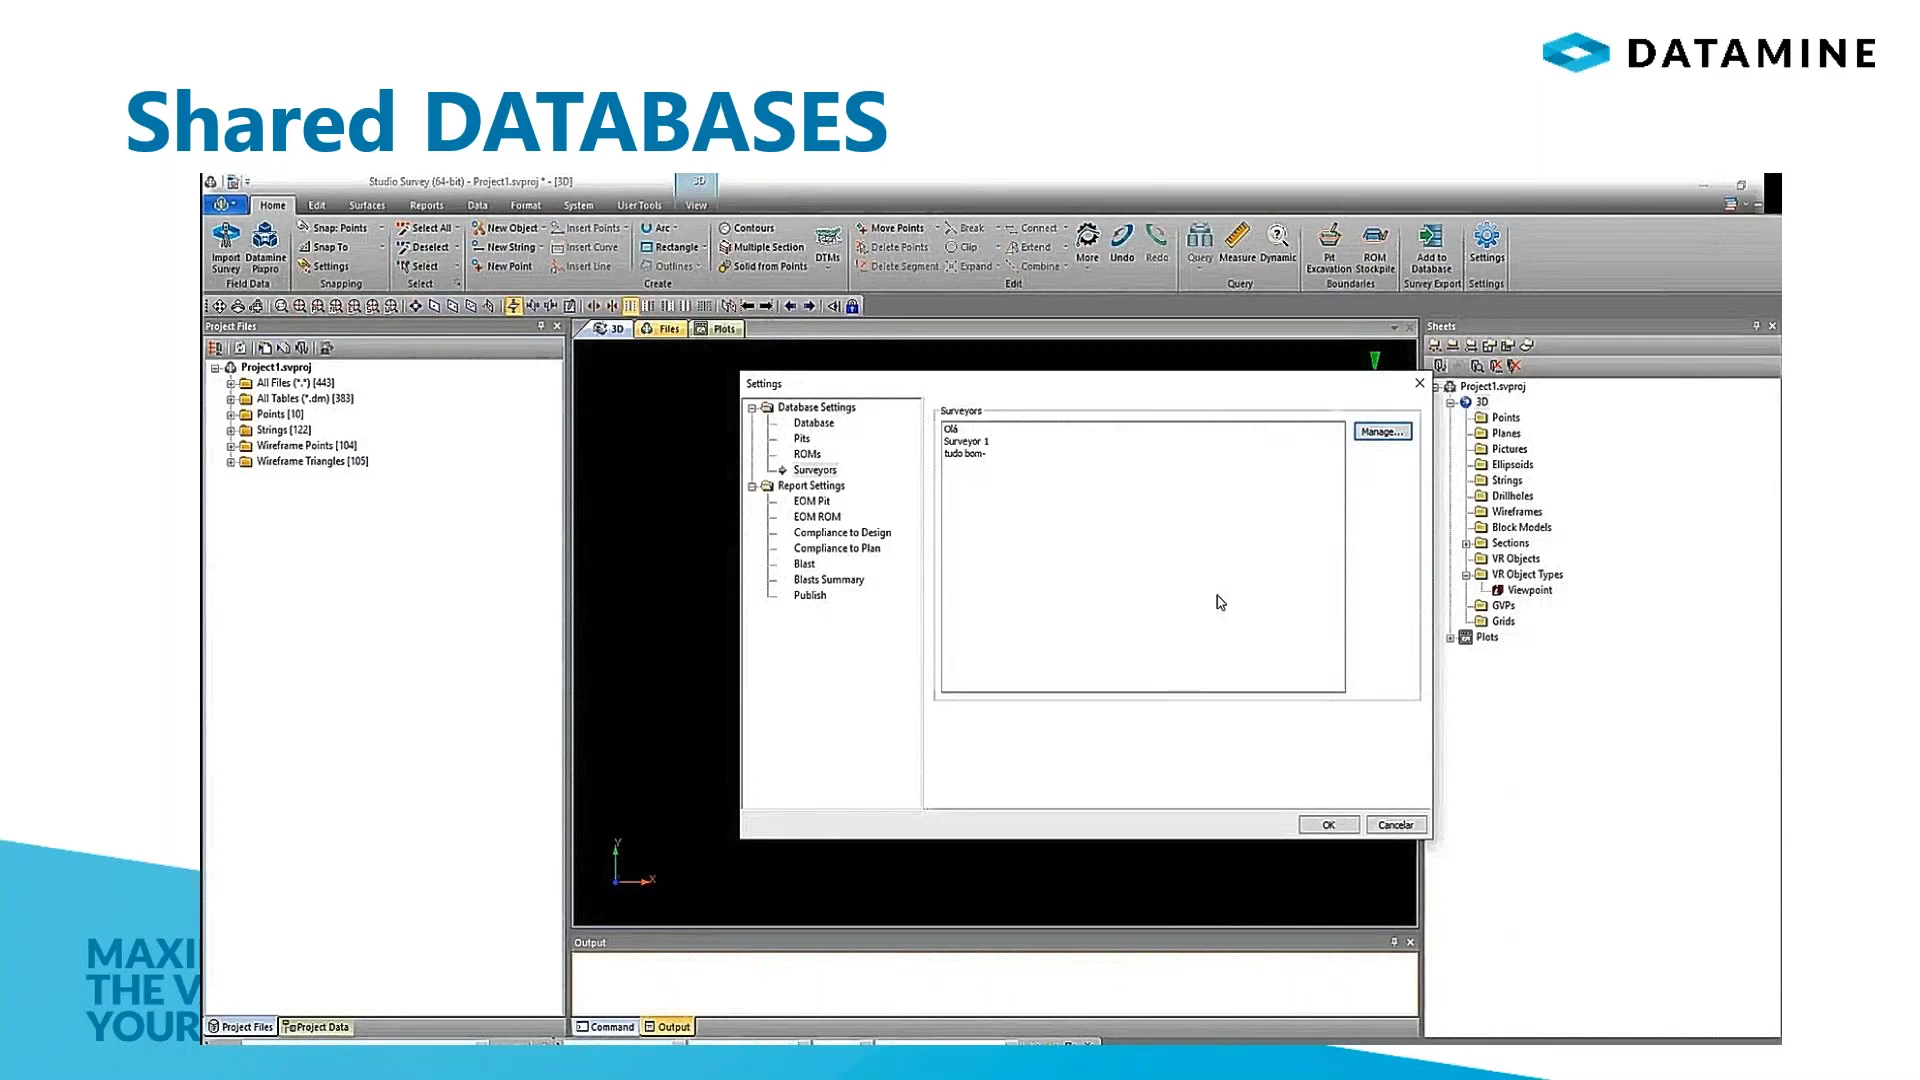 DATAMINE
Shared DATABASES
Studio Survey (64-bit) - Project1.svproj * - [3D]
3D
Home
Edit
Surfaces
Reports
Data
Format
System
User Tools
View
Import Survey
Datamine Pixpro
Field Data
Snap: Points
Snap To
Settings
Snapping
Select All
Deselect
Select
Select
New Object
New String
New Point
Insert Points
Insert Curve
Insert Line
Arc
Rectangle
Outlines
Contours
Multiple Section
Solid from Points
DTMs
Create
Move Points
Delete Points
Delete Segment
Break
Clip
Expand
Connect
Extend
Combine
More
Undo
Redo
Edit
Query
Measure
Dynamic
Query
Pit Excavation
ROM Stockpile
Boundaries
Add to Database
Survey Export
Settings
Settings
Project Files
Project1.svproj
All Files (*.*) [443]
All Tables (*.dm) [383]
Points [10]
Strings [122]
Wireframe Points [104]
Wireframe Triangles [105]
Project Files
Project Data
3D
Files
Plots
Settings
Database Settings
Database
Pits
ROMs
Surveyors
Report Settings
EOM Pit
EOM ROM
Compliance to Design
Compliance to Plan
Blast
Blasts Summary
Publish
Surveyors
Olá
Surveyor 1
tudo bom-
Manage...
OK
Cancelar
Y
X
Output
Command
Output
Sheets
Project1.svproj
3D
Points
Planes
Pictures
Ellipsoids
Strings
Drillholes
Wireframes
Block Models
Sections
VR Objects
VR Object Types
Viewpoint
GVPs
Grids
Plots
MAXI
THE V
YOUR